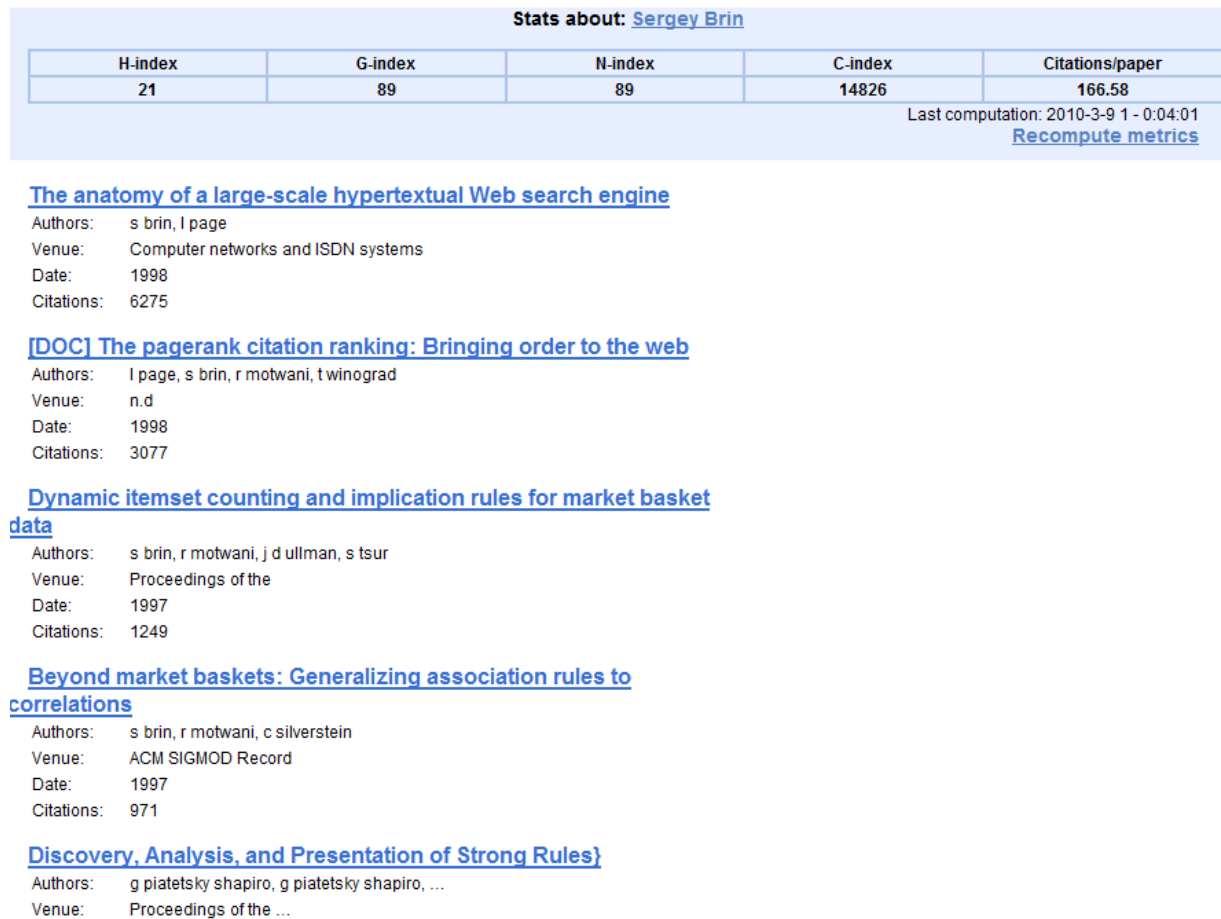 Stats about: Sergey Brin
H-index G-index N-index C-index Citations/paper
21 89 89 14826 166.58
Last computation: 2010-3-9 1 - 0:04:01
Recompute metrics
The anatomy of a large-scale hypertextual Web search engine
Authors: s brin, l page
Venue: Computer networks and ISDN systems
Date: 1998
Citations: 6275
[DOC] The pagerank citation ranking: Bringing order to the web
Authors: l page, s brin, r motwani, t winograd
Venue: n.d
Date: 1998
Citations: 3077
Dynamic itemset counting and implication rules for market basket
data
Authors: s brin, r motwani, j d ullman, s tsur
Venue: Proceedings of the
Date: 1997
Citations: 1249
Beyond market baskets: Generalizing association rules to
correlations
Authors: s brin, r motwani, c silverstein
Venue: ACM SIGMOD Record
Date: 1997
Citations: 971
Discovery, Analysis, and Presentation of Strong Rules}
Authors: g piatetsky shapiro, g piatetsky shapiro, ...
Venue: Proceedings of the ...